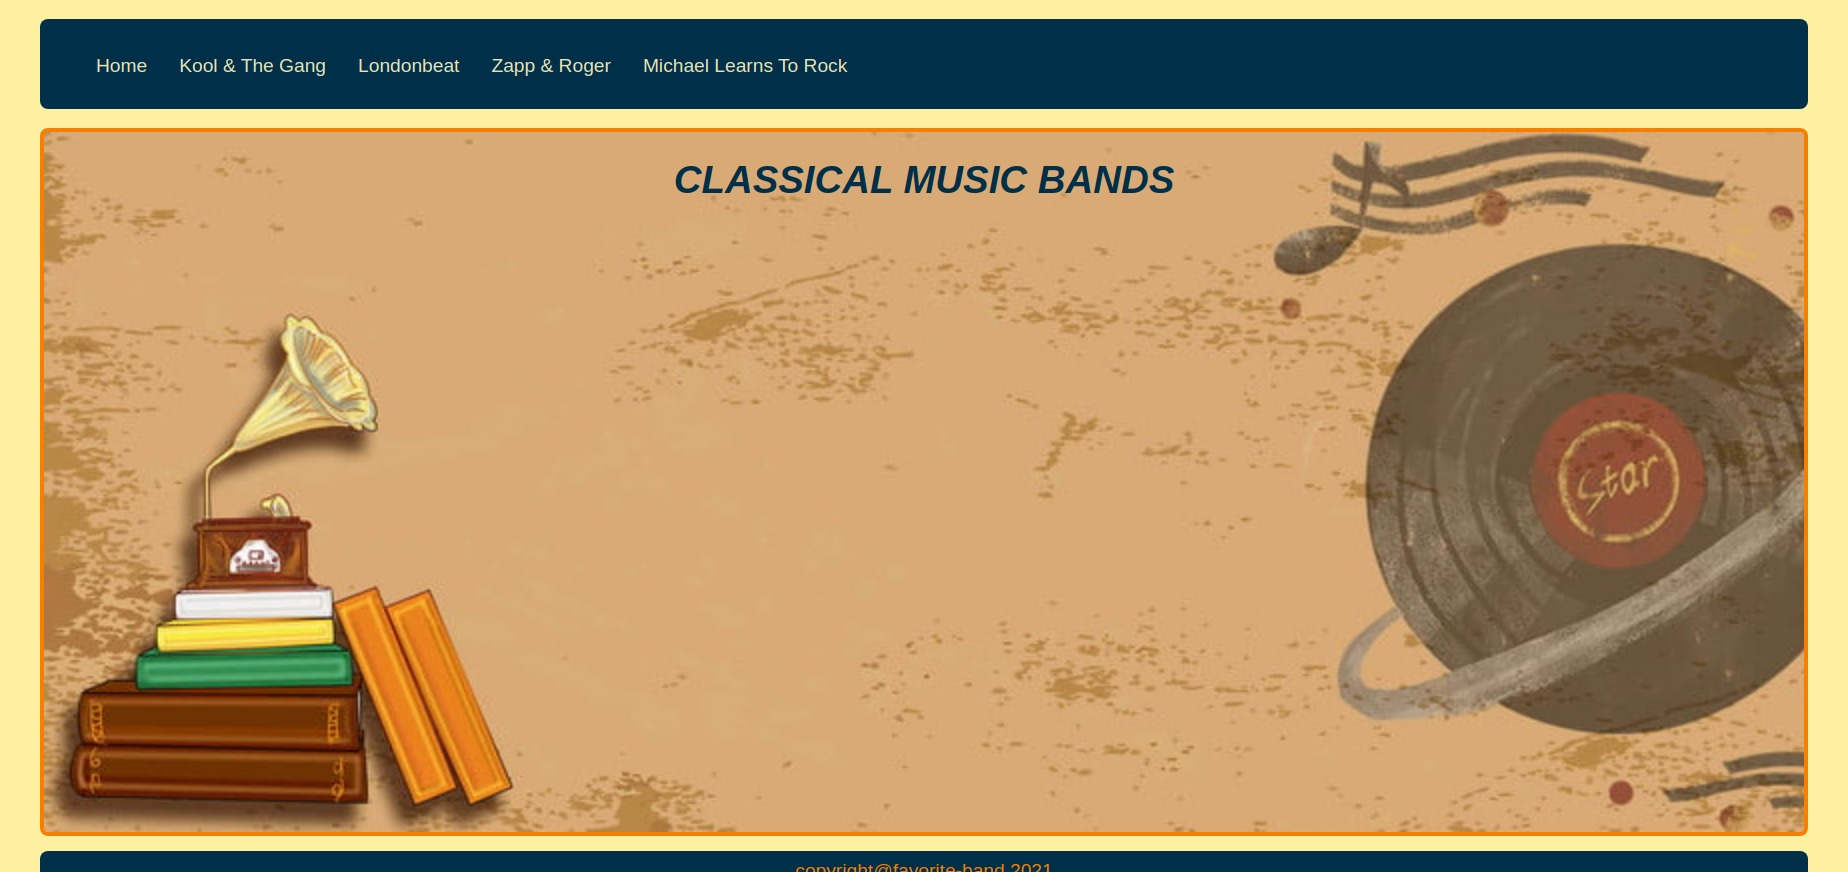 Home Kool & The Gang Londonbeat Zapp & Roger Michael Learns To Rock
CLASSICAL MUSIC BANDS
Star
copyright@favorite-band 2021